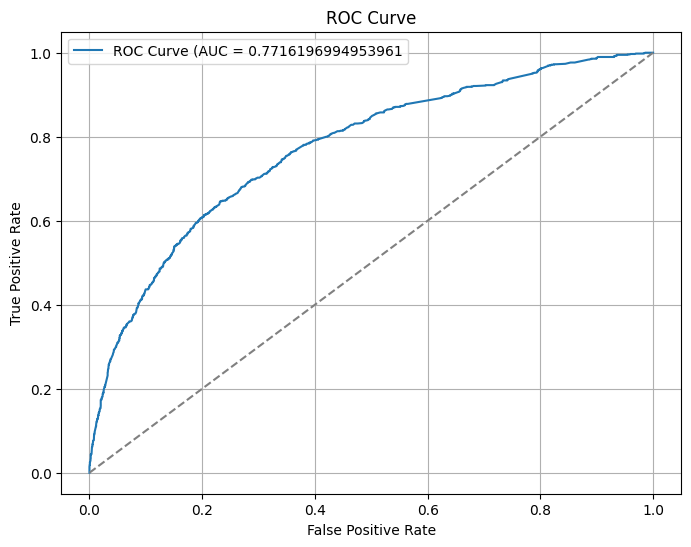 ROC Curve
ROC Curve (AUC = 0.7716196994953961
1.0
0.8
0.6
0.4
0.2
0.0
True Positive Rate
0.0 0.2 0.4 0.6 0.8 1.0
False Positive Rate